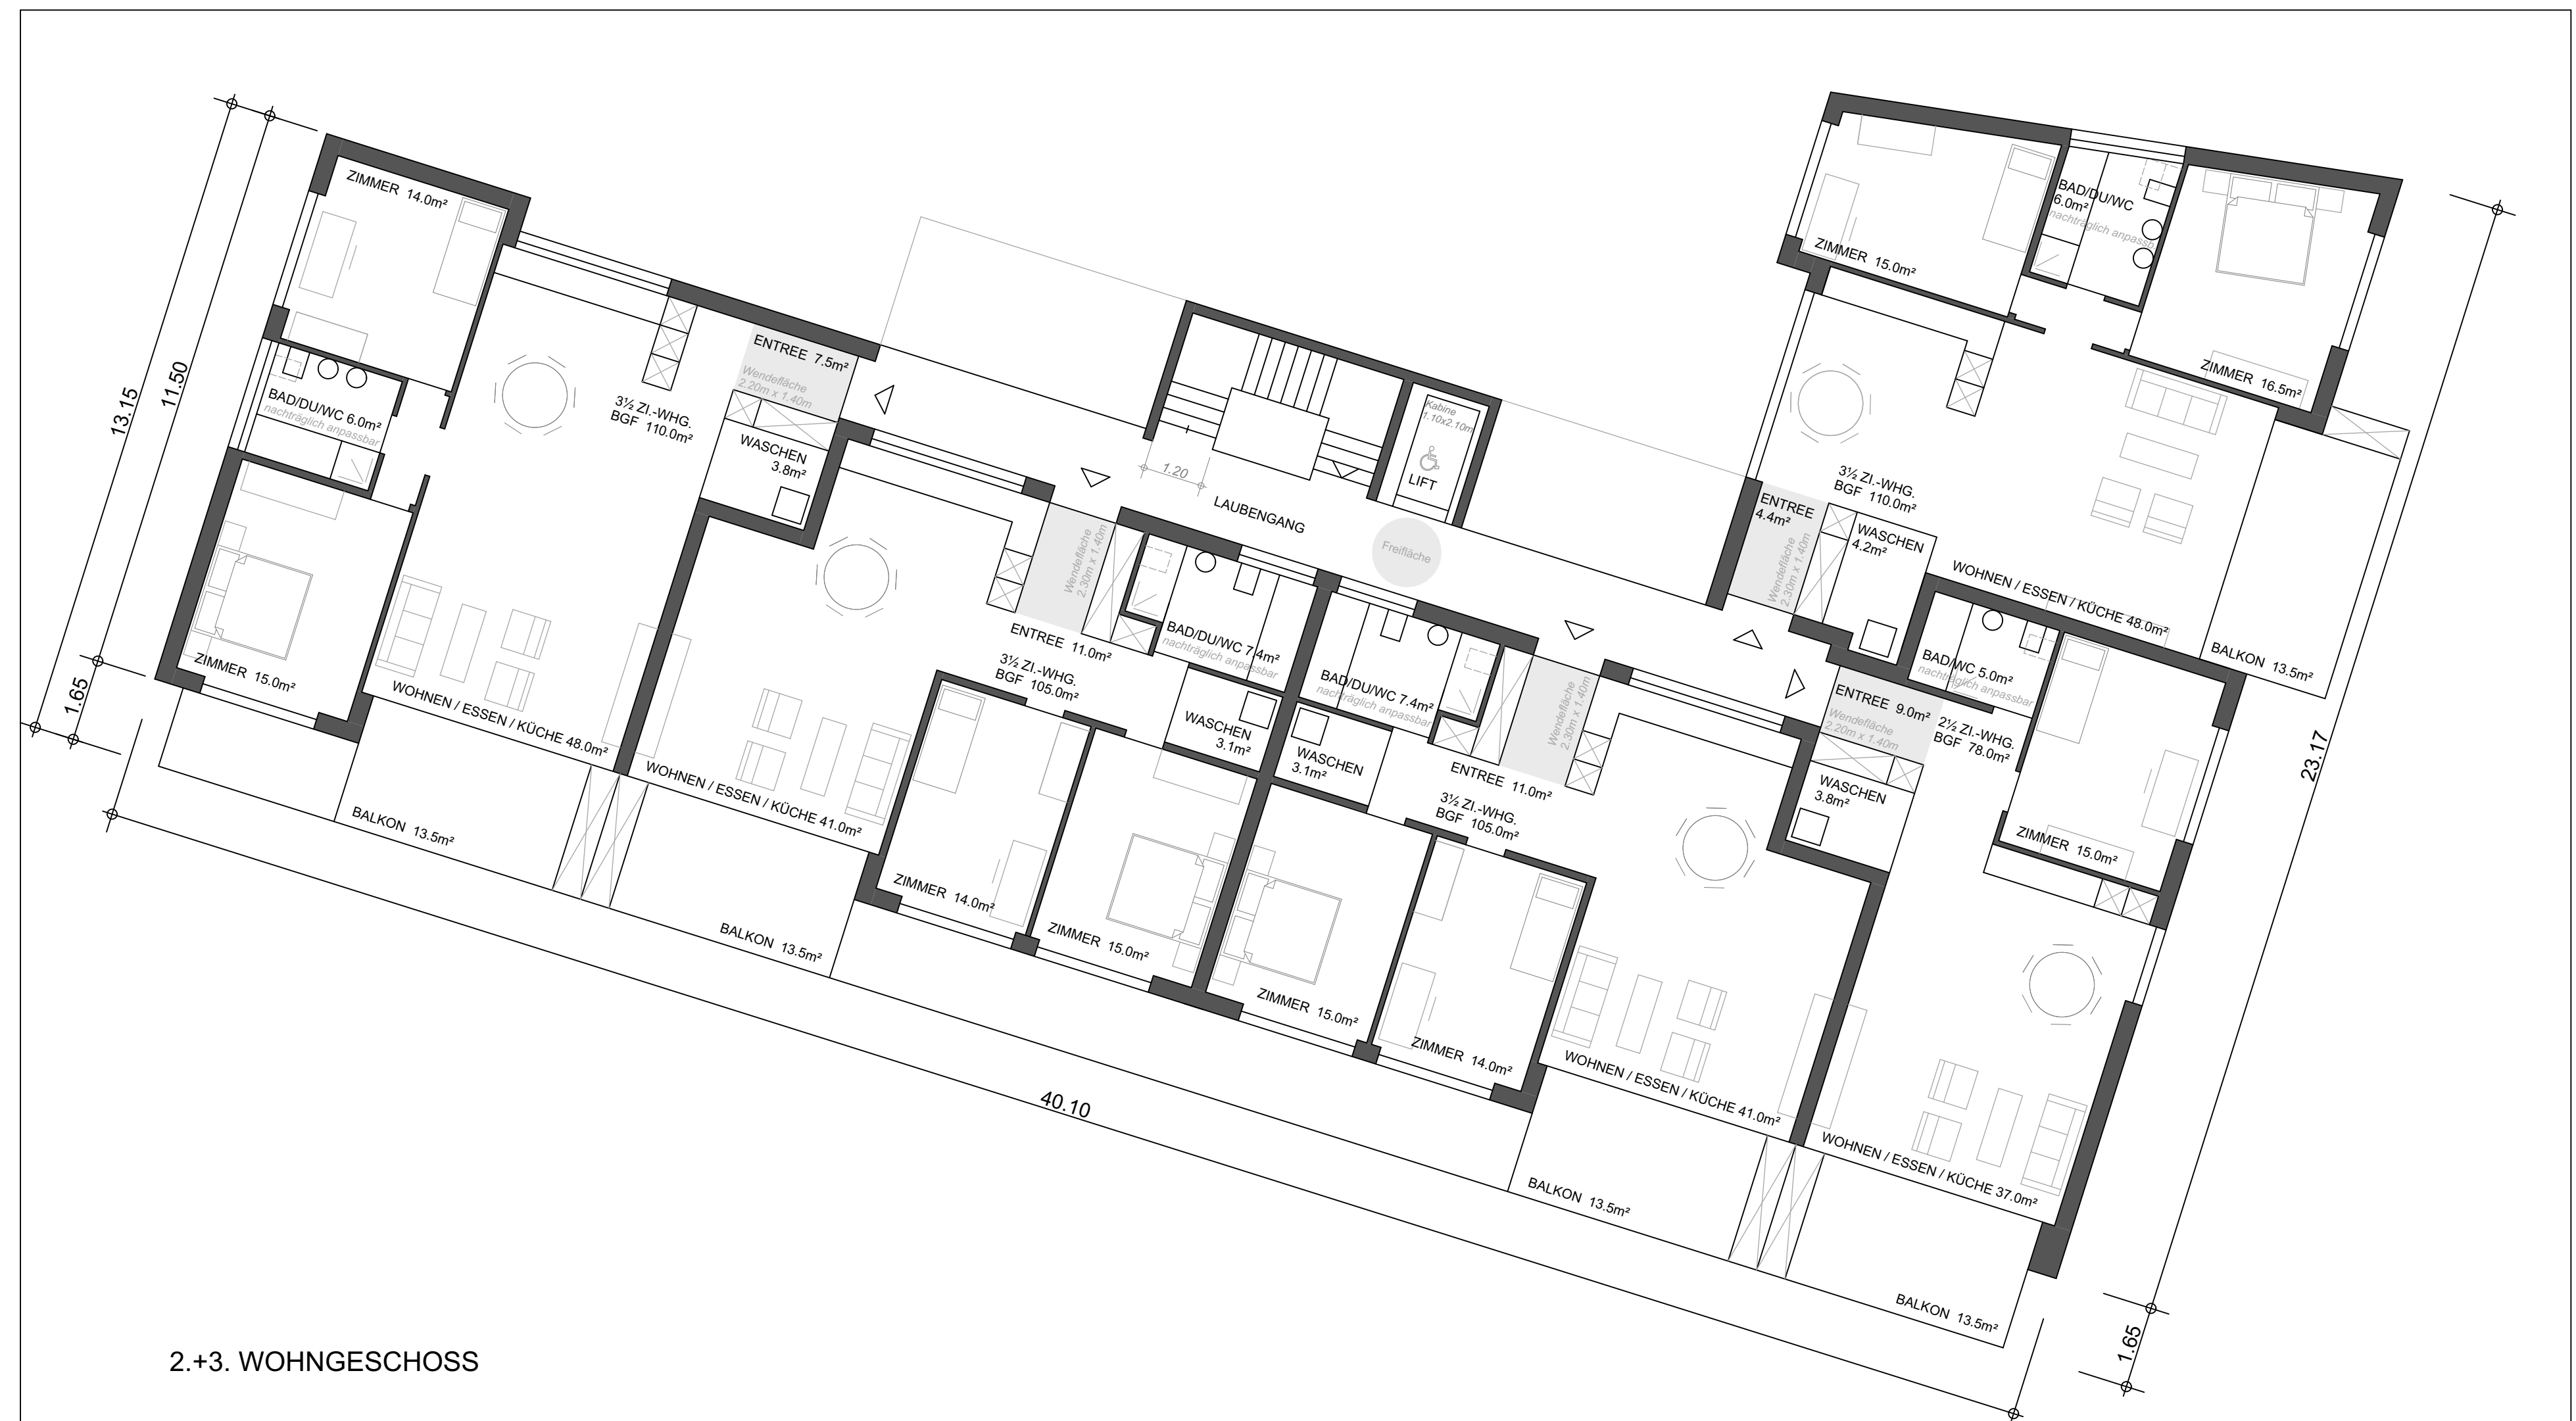 13.15
11.50
1.65
ZIMMER 14.0m²
BAD/DU/WC 6.0m²
nachträglich anpassbar
ZIMMER 15.0m²
3½ ZI.-WHG.
BGF 110.0m²
ENTREE 7.5m²
Wendefläche
2.20m x 1.40m
WASCHEN
3.8m²
WOHNEN / ESSEN / KÜCHE 48.0m²
BALKON 13.5m²
1.20
LAUBENGANG
Kabine
1.10x2.10m
LIFT
Freifläche
Wendefläche
2.30m x 1.40m
ENTREE 11.0m²
3½ ZI.-WHG.
BGF 105.0m²
BAD/DU/WC 7.4m²
nachträglich anpassbar
WASCHEN
3.1m²
WOHNEN / ESSEN / KÜCHE 41.0m²
BALKON 13.5m²
ZIMMER 14.0m²
ZIMMER 15.0m²
BAD/DU/WC 7.4m²
nachträglich anpassbar
WASCHEN
3.1m²
Wendefläche
2.30m x 1.40m
ENTREE 11.0m²
3½ ZI.-WHG.
BGF 105.0m²
ZIMMER 15.0m²
ZIMMER 14.0m²
WOHNEN / ESSEN / KÜCHE 41.0m²
BALKON 13.5m²
ZIMMER 15.0m²
BAD/DU/WC
6.0m²
nachträglich anpassb
ZIMMER 16.5m²
3½ ZI.-WHG.
BGF 110.0m²
ENTREE
4.4m²
Wendefläche
2.30m x 1.40m
WASCHEN
4.2m²
WOHNEN / ESSEN / KÜCHE 48.0m²
BALKON 13.5m²
BAD/WC 5.0m²
nachträglich anpassbar
ENTREE 9.0m²
Wendefläche
2.20m x 1.40m
2½ ZI.-WHG.
BGF 78.0m²
WASCHEN
3.8m²
ZIMMER 15.0m²
WOHNEN / ESSEN / KÜCHE 37.0m²
BALKON 13.5m²
23.17
1.65
40.10
2.+3. WOHNGESCHOSS